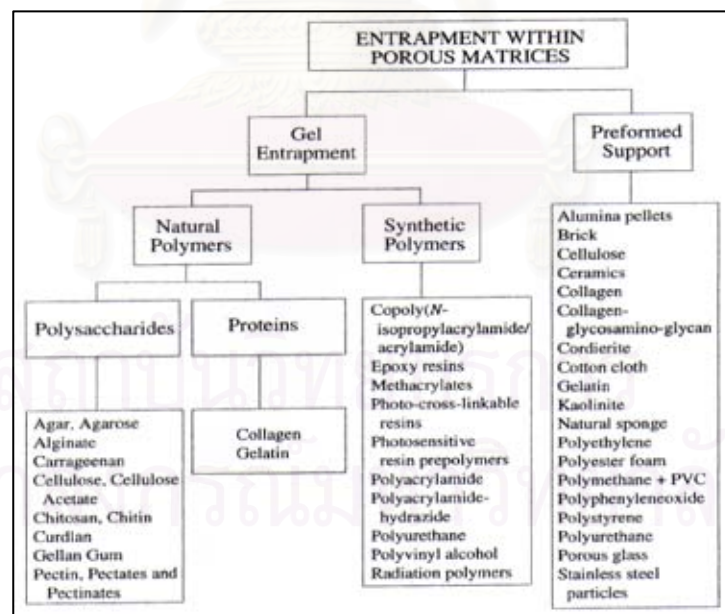 ENTRAPMENT WITHIN
POROUS MATRICES
Gel
Entrapment
Preformed
Support
Natural
Polymers
Synthetic
Polymers
Polysaccharides
Proteins
Agar, Agarose
Alginate
Carrageenan
Cellulose, Cellulose
Acetate
Chitosan, Chitin
Curdlan
Gellan Gum
Pectin, Pectates and
Pectinates
Collagen
Gelatin
Copoly(N-
isopropylacrylamide/
acrylamide)
Epoxy resins
Methacrylates
Photo-cross-linkable
resins
Photosensitive
resin prepolymers
Polyacrylamide
Polyacrylamide-
hydrazide
Polyurethane
Polyvinyl alcohol
Radiation polymers
Alumina pellets
Brick
Cellulose
Ceramics
Collagen
Collagen-
glycosamino-glycan
Cordierite
Cotton cloth
Gelatin
Kaolinite
Natural sponge
Polyethylene
Polyester foam
Polymethane + PVC
Polyphenyleneoxide
Polystyrene
Polyurethane
Porous glass
Stainless steel
particles